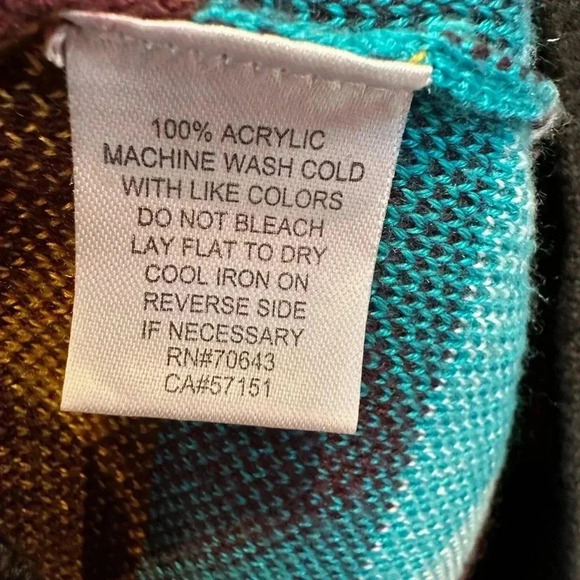 100% ACRYLIC
MACHINE WASH COLD
WITH LIKE COLORS
DO NOT BLEACH
LAY FLAT TO DRY
COOL IRON ON
REVERSE SIDE
IF NECESSARY
RN#70643
CA#57151